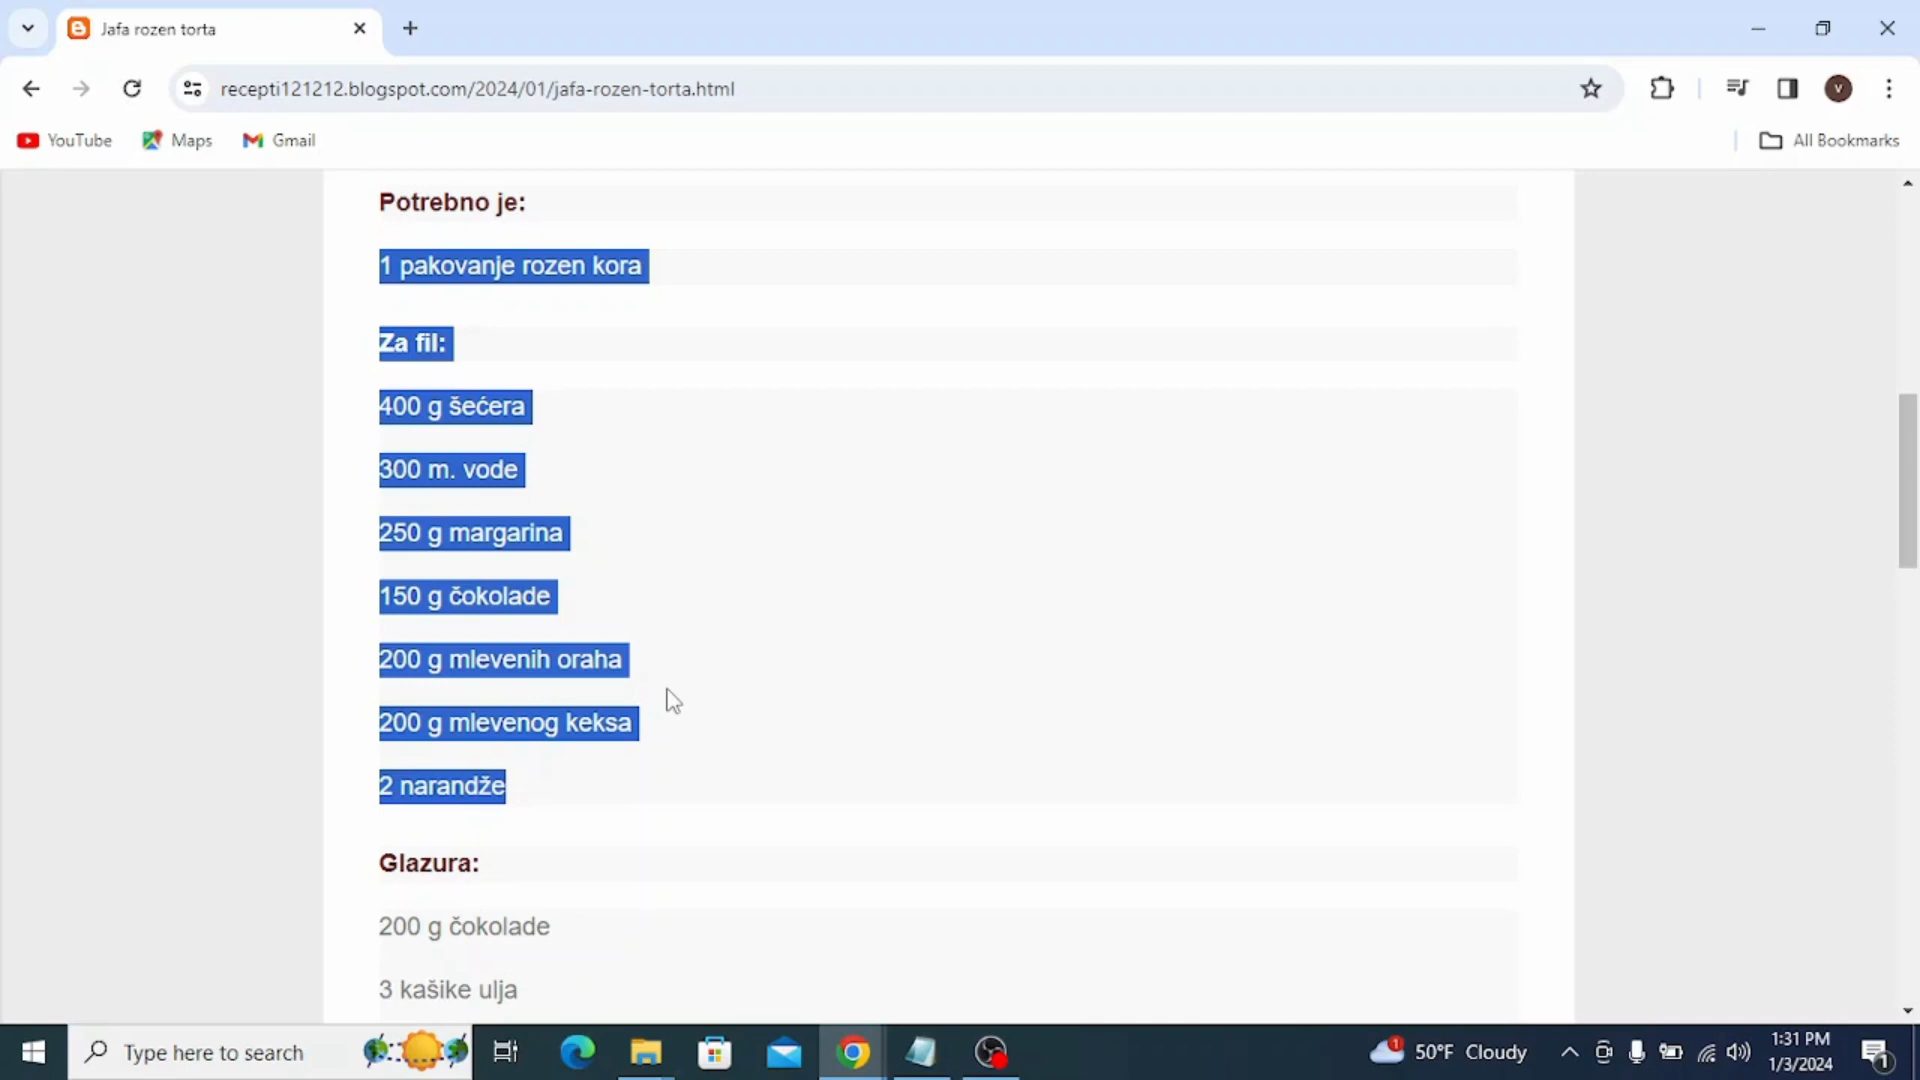 Jafa rozen torta
recepti121212.blogspot.com/2024/01/jafa-rozen-torta.html
V
YouTube
Maps
Gmail
All Bookmarks
Potrebno je:
1 pakovanje rozen kora
Za fil:
400 g šećera
300 m. vode
250 g margarina
150 g čokolade
200 g mlevenih oraha
200 g mlevenog keksa
2 narandže
Glazura:
200 g čokolade
3 kašike ulja
Type here to search
1
50°F Cloudy
1:31 PM
1/3/2024
1